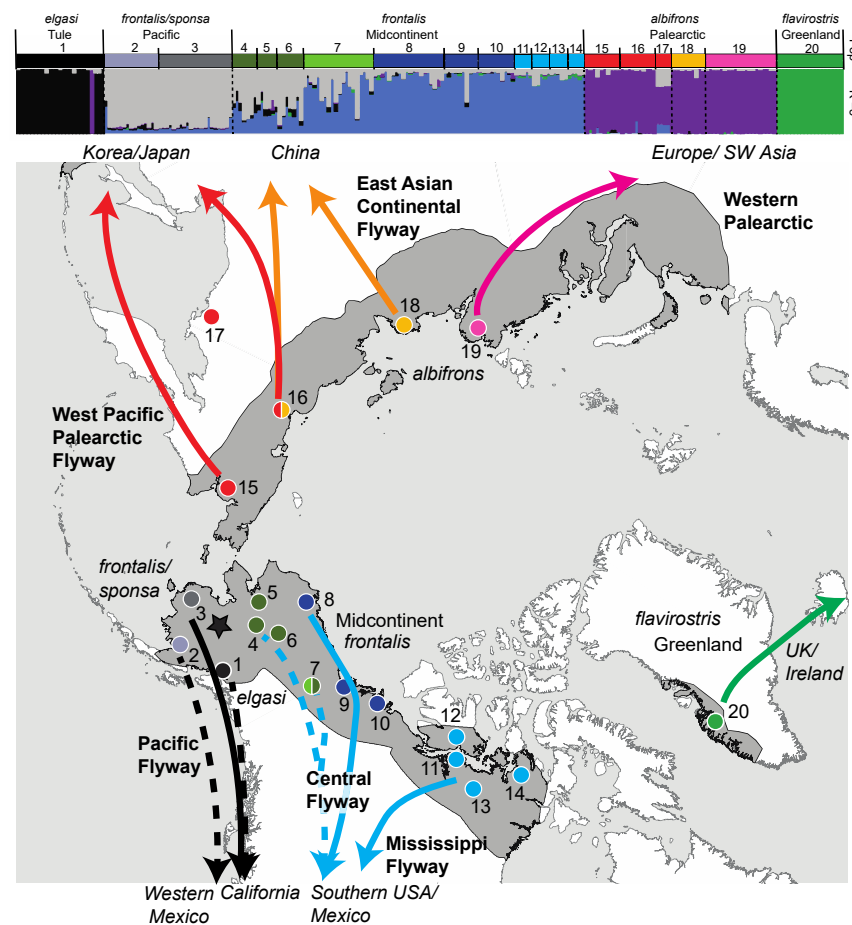 elgasi frontalis/sponsa frontalis albifrons flavirostris
Tule Pacific Midcontinent Palearctic Greenland
1 2 3 4 5 6 7 8 9 10 11 12 13 14 15 16 17 18 19 20
Korea/Japan China Europe/ SW Asia
East Asian
Continental
Flyway
Western
Palearctic
17
18
19
albifrons
16
West Pacific
Palearctic
Flyway
15
frontalis/
sponsa
3
5
8
Midcontinent
frontalis
4
6
2
1
elgasi
7
9
10
flavirostris
Greenland
UK/
Ireland
20
12
11
13
14
Pacific
Flyway
Central
Flyway
Mississippi
Flyway
Western
Mexico
California
Southern USA/
Mexico